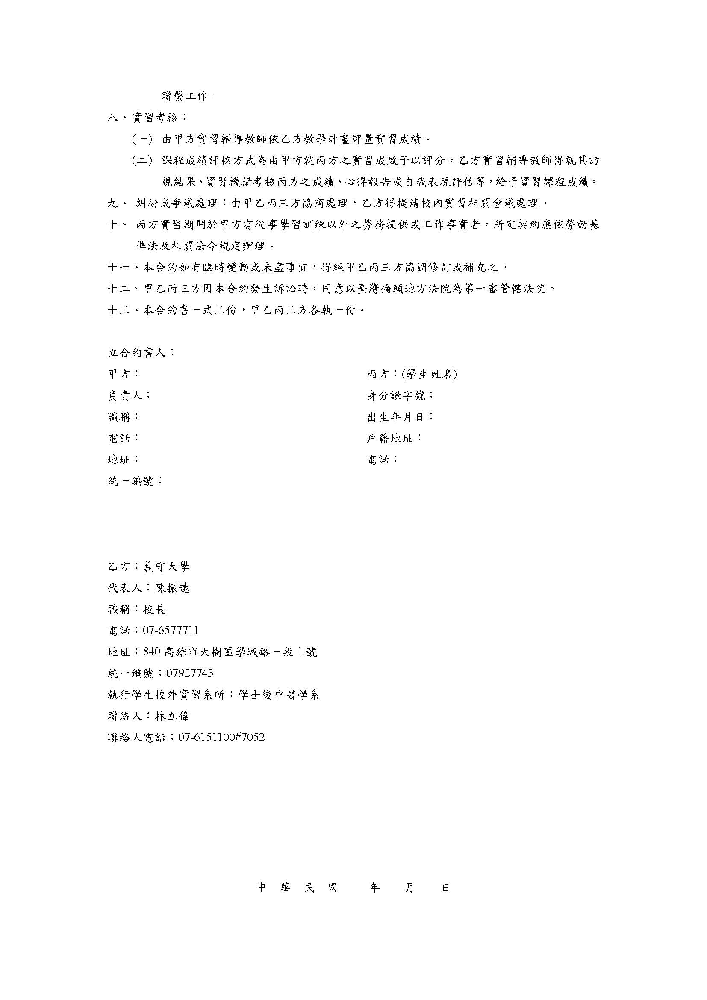 聯繫工作。
八、實習考核：
(一) 由甲方實習輔導教師依乙方教學計畫評量實習成績。
(二) 課程成績評核方式為由甲方就丙方之實習成效予以評分，乙方實習輔導教師得就其訪
視結果、實習機構考核丙方之成績、心得報告或自我表現評估等，給予實習課程成績。
九、 糾紛或爭議處理：由甲乙丙三方協商處理，乙方得提請校內實習相關會議處理。
十、 丙方實習期間於甲方有從事學習訓練以外之勞務提供或工作事實者，所定契約應依勞動基
準法及相關法令規定辦理。
十一、本合約如有臨時變動或未盡事宜，得經甲乙丙三方協調修訂或補充之。
十二、甲乙丙三方因本合約發生訴訟時，同意以臺灣橋頭地方法院為第一審管轄法院。
十三、本合約書一式三份，甲乙丙三方各執一份。
立合約書人：
甲方： 丙方：(學生姓名)
負責人： 身分證字號：
職稱： 出生年月日：
電話： 戶籍地址：
地址： 電話：
統一編號：
乙方：義守大學
代表人：陳振遠
職稱：校長
電話：07-6577711
地址：840 高雄市大樹區學城路一段 1 號
統一編號：07927743
執行學生校外實習系所：學士後中醫學系
聯絡人：林立偉
聯絡人電話：07-6151100#7052
中 華 民 國 年 月 日